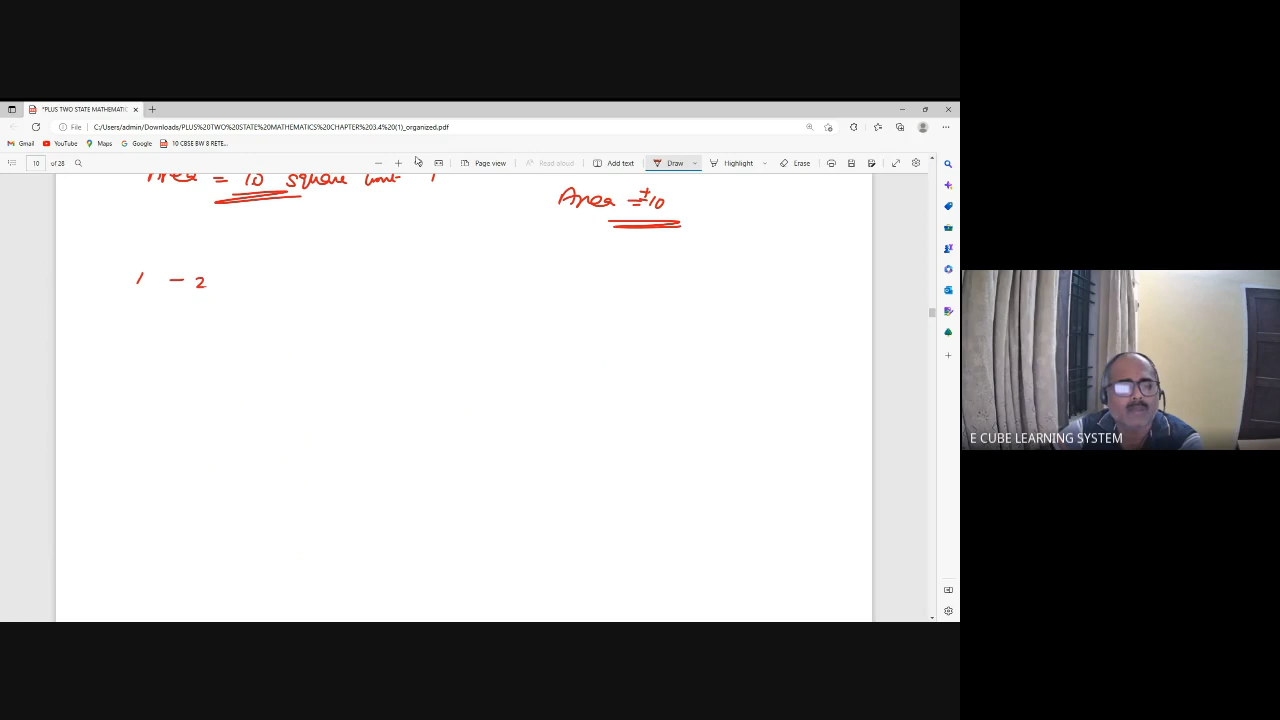 *PLUS TWO STATE MATHEMATIC
File C:/Users/admin/Downloads/PLUS%20TWO%20STATE%20MATHEMATICS%20CHAPTER%203.4%20(1)_organized.pdf
Gmail YouTube Maps Google 10 CBSE BW 8 RETE...
10 of 28 Page view Read aloud Add text Draw Highlight Erase
Area = 10 square unit
Area = ± 10
1 - 2
E CUBE LEARNING SYSTEM